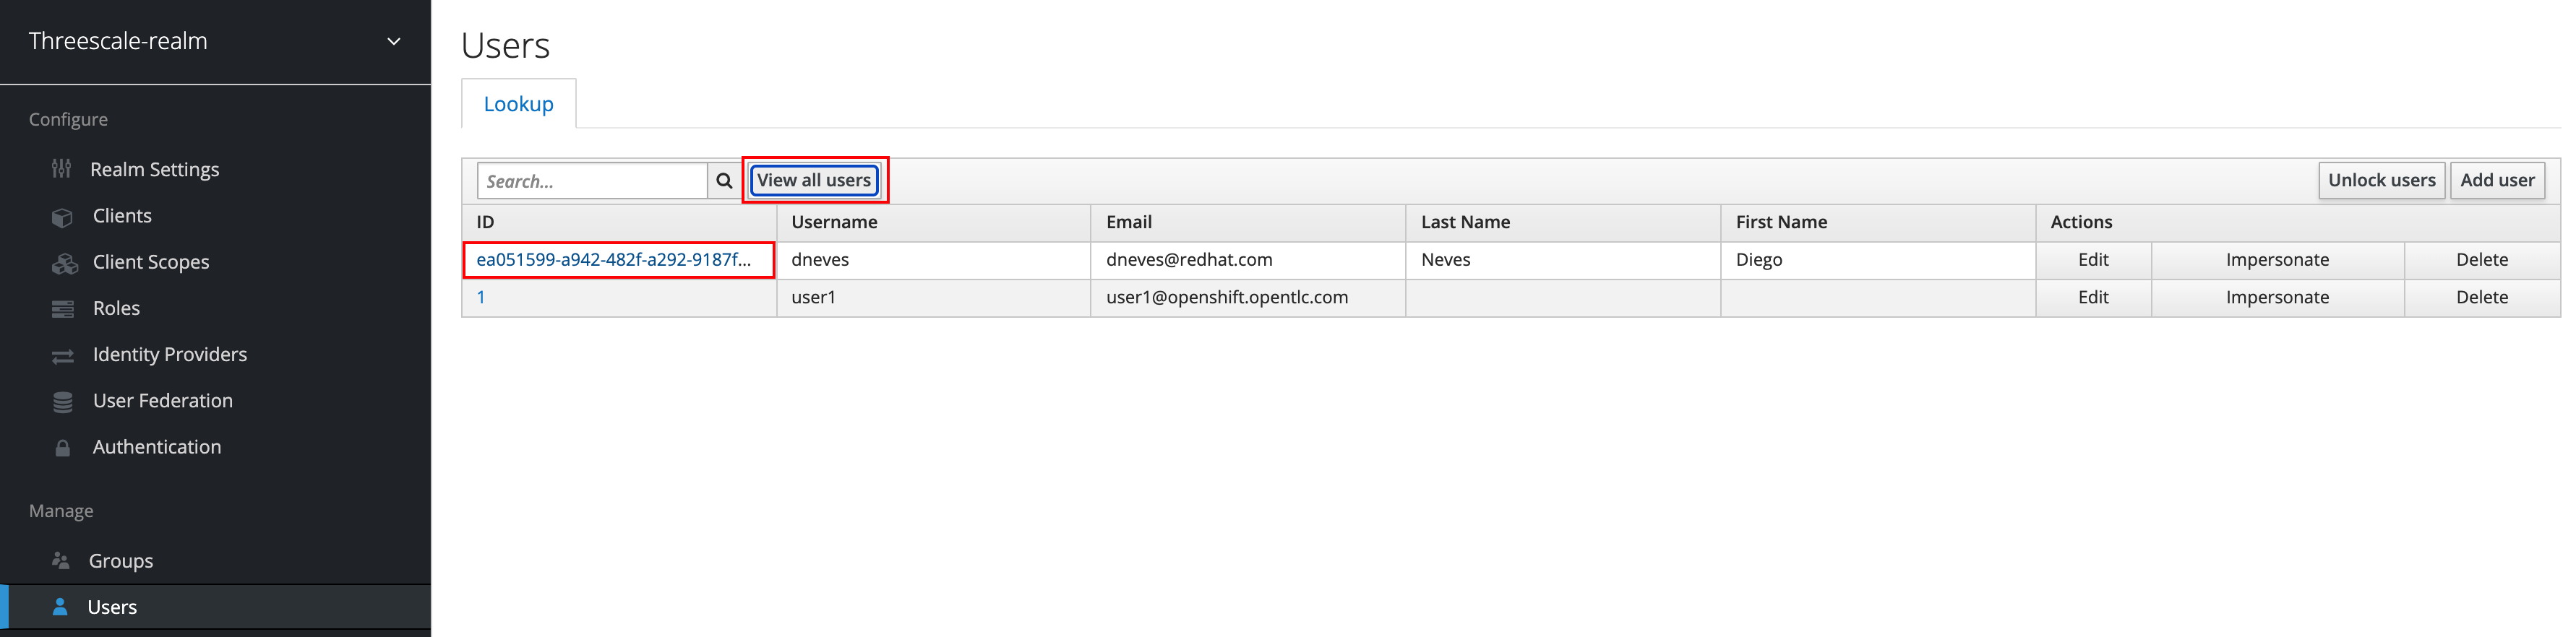 Threescale-realm
Configure
Realm Settings
Clients
Client Scopes
Roles
Identity Providers
User Federation
Authentication
Manage
Groups
Users
Users
Lookup
Search... View all users Unlock users Add user
ID Username Email Last Name First Name Actions
ea051599-a942-482f-a292-9187f... dneves dneves@redhat.com Neves Diego Edit Impersonate Delete
1 user1 user1@openshift.opentlc.com Edit Impersonate Delete